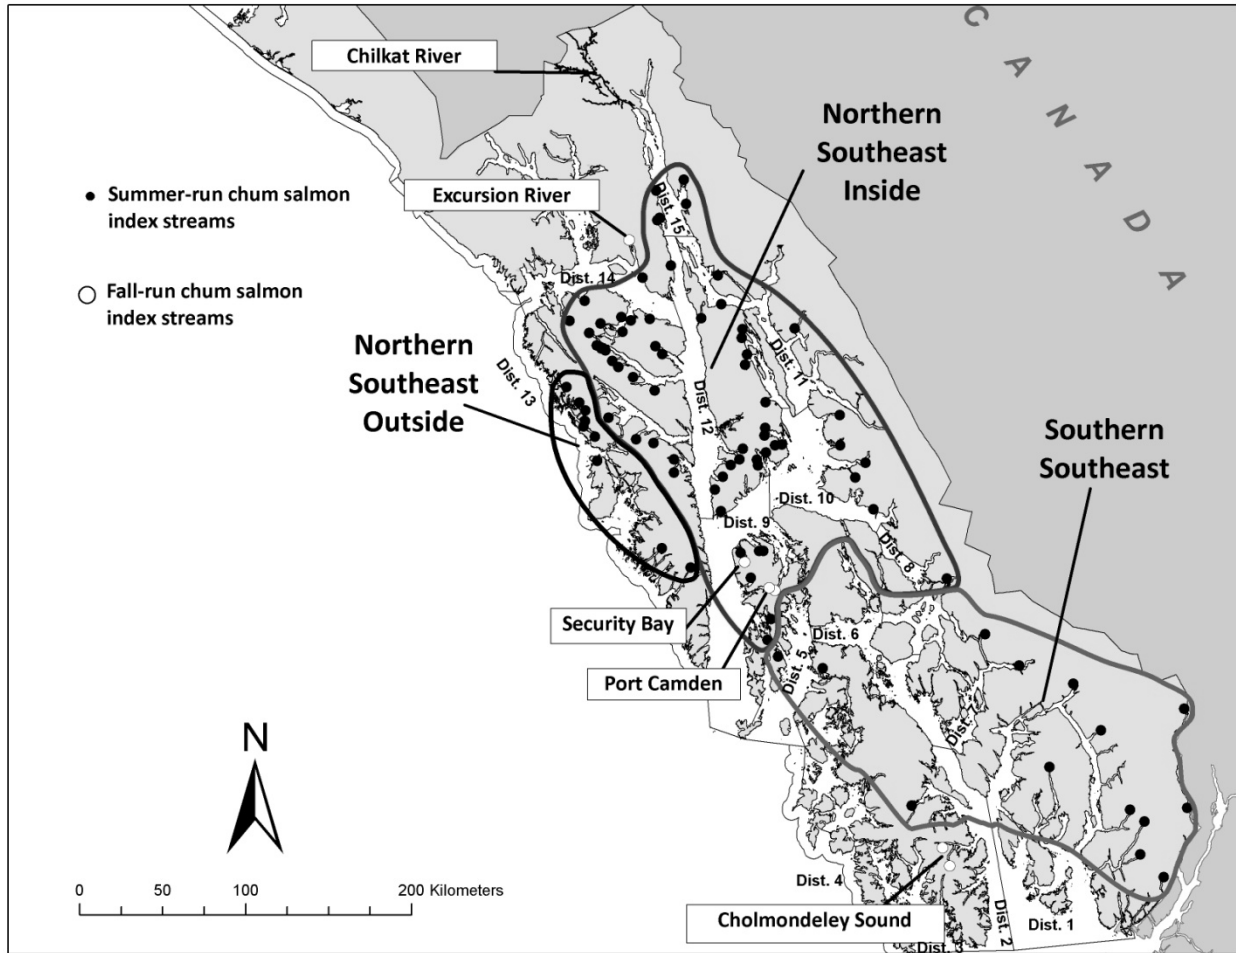 CANADA
Chilkat River
Northern
Southeast
Inside
Summer-run chum salmon
index streams
Excursion River
Dist. 15
Dist. 14
Fall-run chum salmon
index streams
Northern
Southeast
Outside
Dist. 13
Dist. 11
Dist. 12
Southern
Southeast
Dist. 10
Dist. 9
Dist. 8
Security Bay
Dist. 6
Dist. 5
Port Camden
Dist. 7
N
0 50 100 200 Kilometers
Dist. 4
Cholmondeley Sound
Dist. 3
Dist. 2
Dist. 1